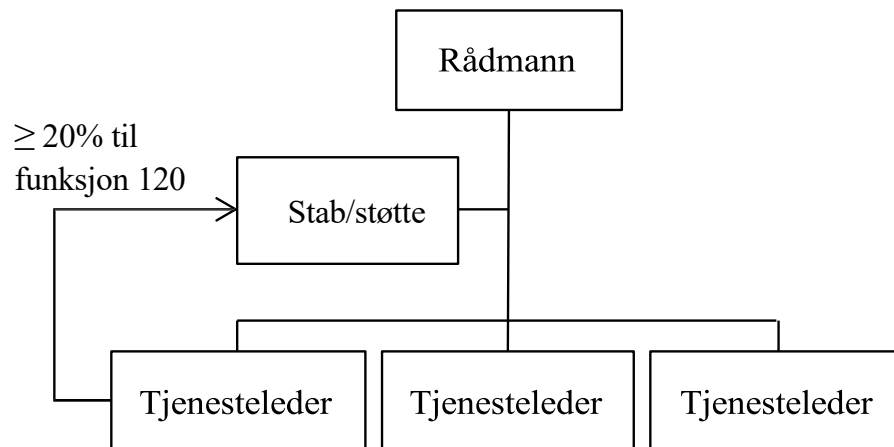 Rådmann
≥ 20% til
funksjon 120
Stab/støtte
Tjenesteleder
Tjenesteleder
Tjenesteleder